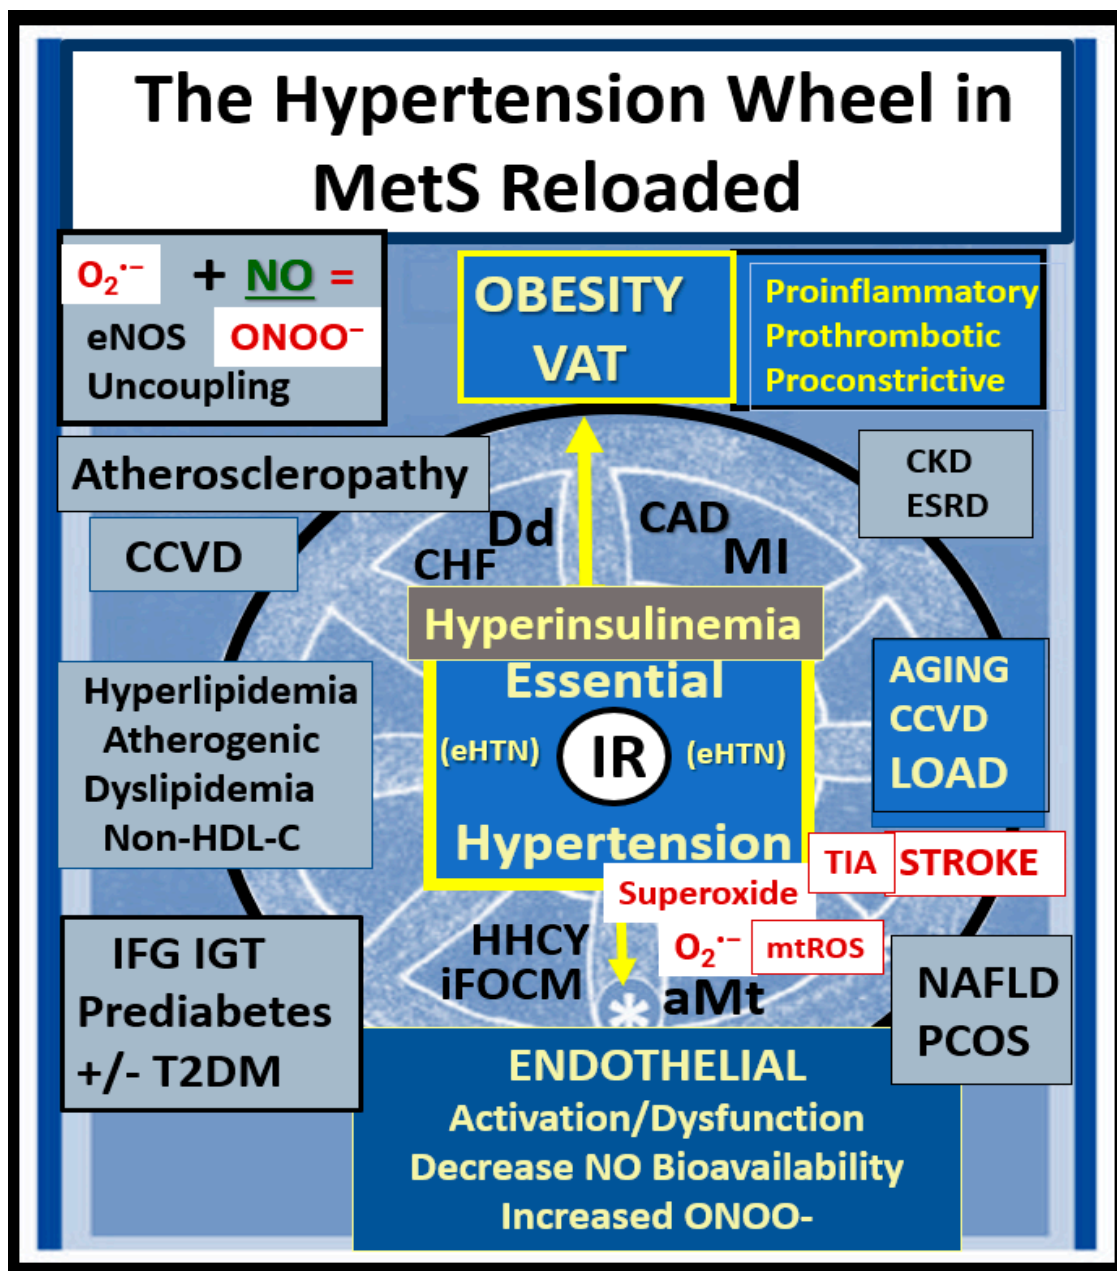 The Hypertension Wheel in
MetS Reloaded
O₂•− + NO =
eNOS ONOO⁻
Uncoupling
OBESITY
VAT
Proinflammatory
Prothrombotic
Proconstrictive
Atheroscleropathy
CKD
ESRD
CCVD
Dd
CHF
CAD
MI
Hyperinsulinemia
Essential
(eHTN) IR (eHTN)
Hypertension
Hyperlipidemia
Atherogenic
Dyslipidemia
Non-HDL-C
AGING
CCVD
LOAD
TIA STROKE
Superoxide
O₂•− mtROS
HHCY
iFOCM
* aMt
IFG IGT
Prediabetes
+/- T2DM
NAFLD
PCOS
ENDOTHELIAL
Activation/Dysfunction
Decrease NO Bioavailability
Increased ONOO-